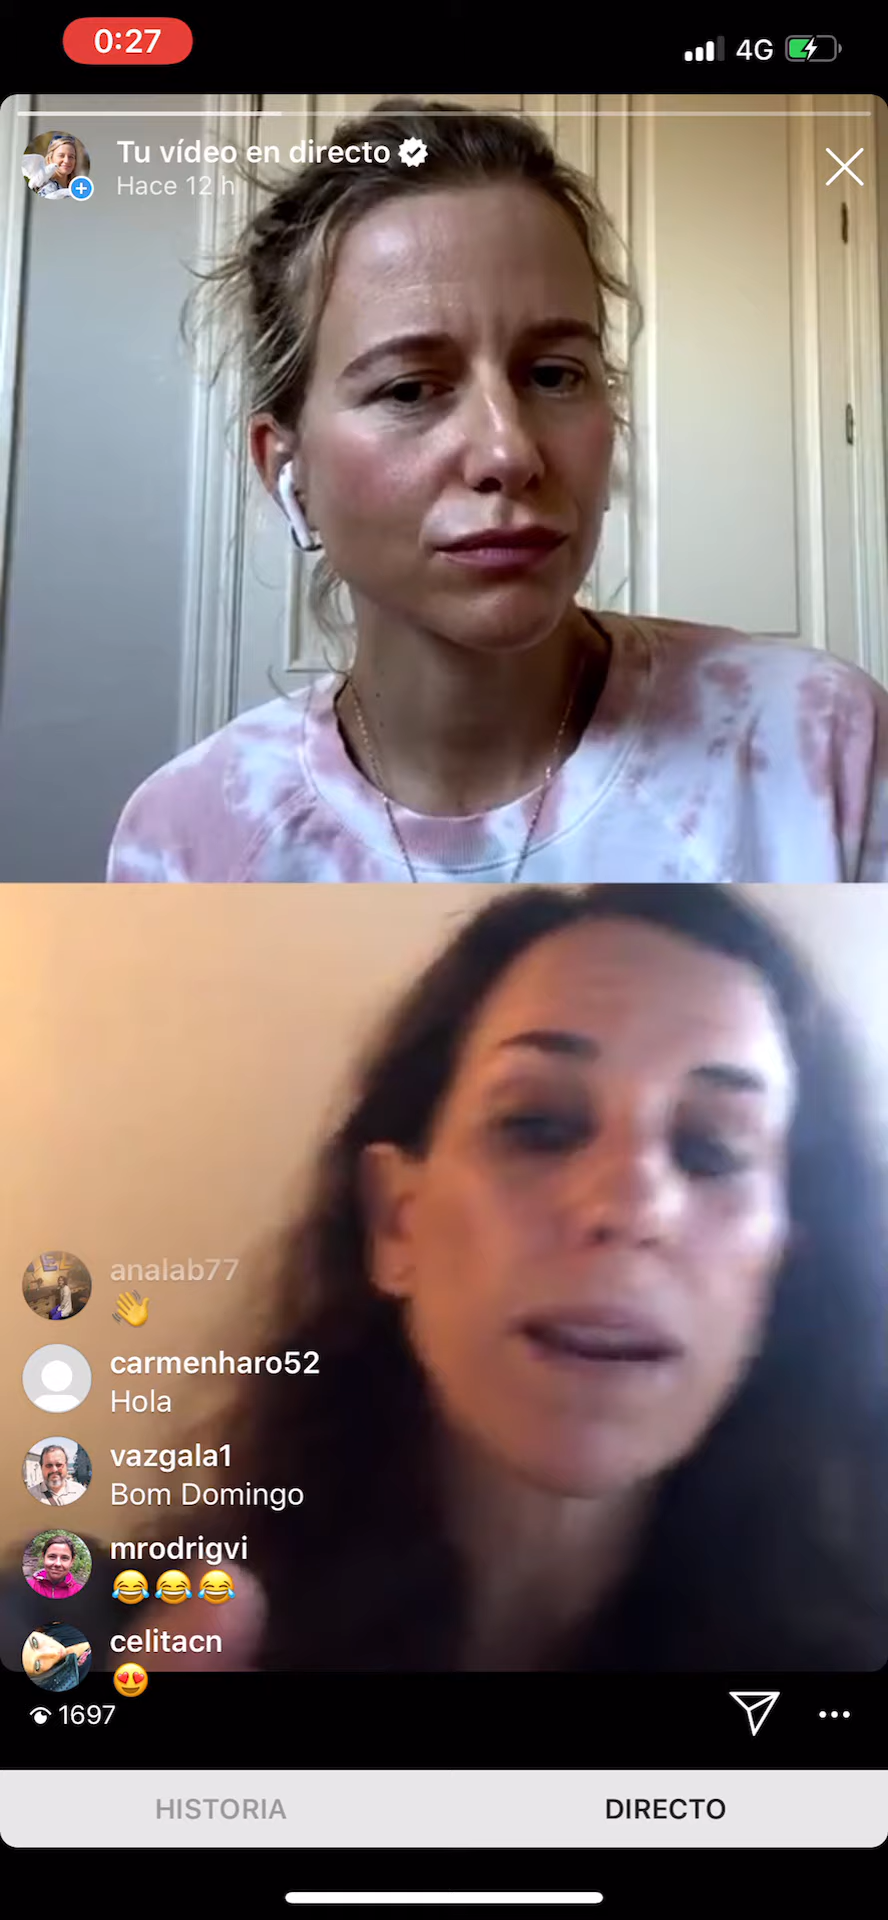 0:27
4G
Tu vídeo en directo
Hace 12 h
analab77
👋
carmenharo52
Hola
vazgala1
Bom Domingo
mrodrigvi
😂😂😂
celitacn
😍
1697
HISTORIA
DIRECTO